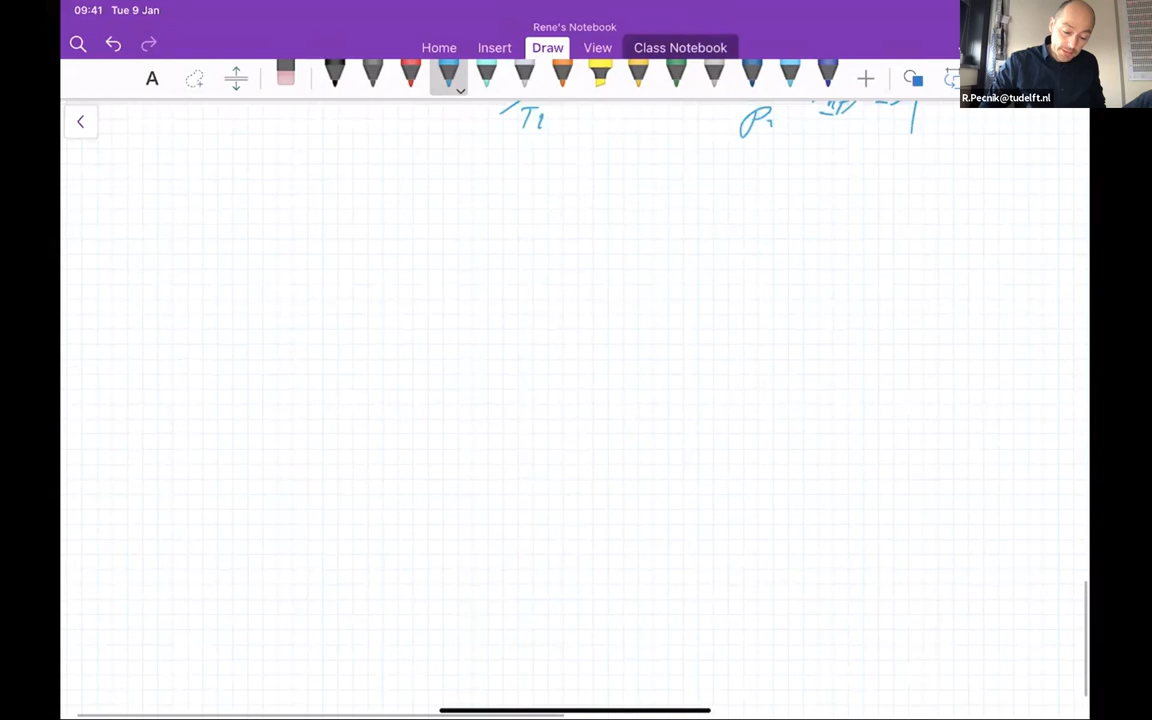 09:41 Tue 9 Jan
Rene's Notebook
Home Insert Draw View Class Notebook
A
R.Pecnik@tudelft.nl